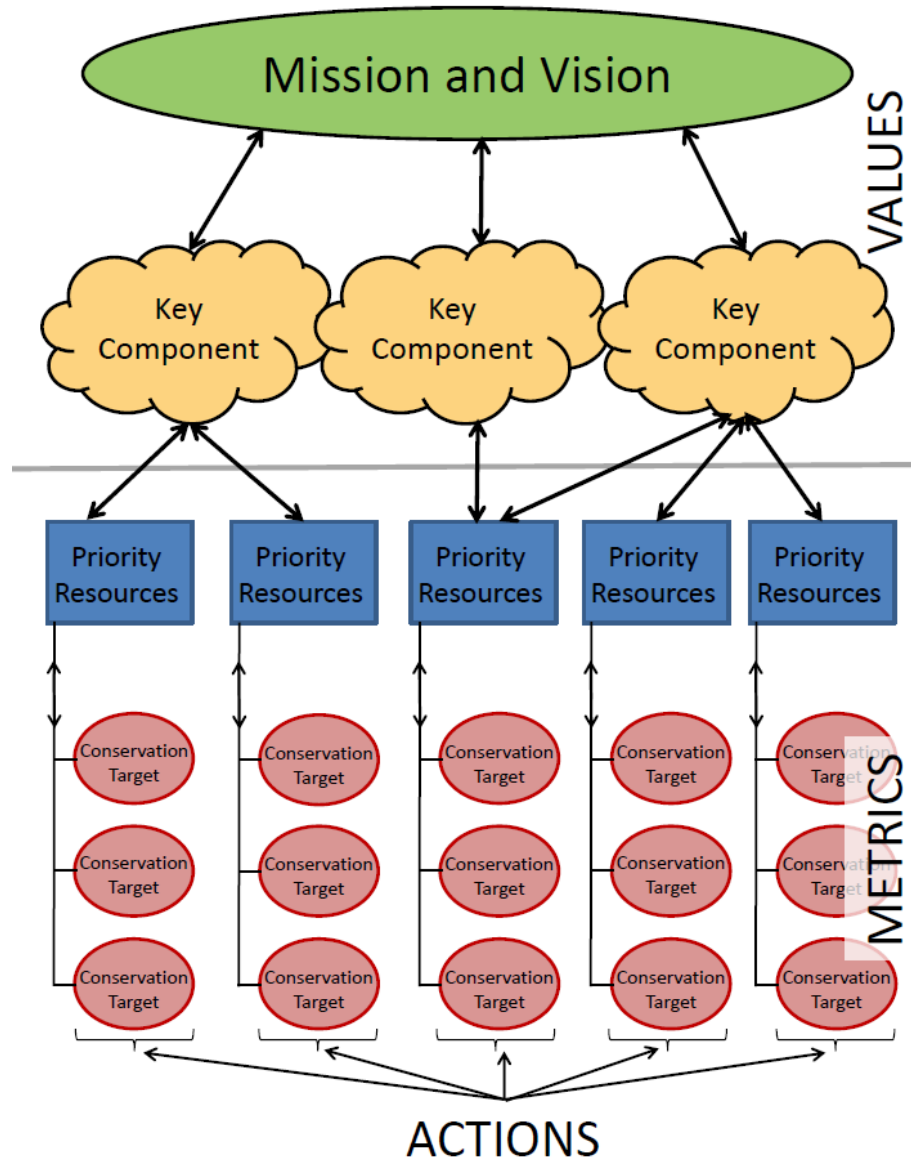 Mission and Vision
VALUES
Key
Component
Key
Component
Key
Component
Priority
Resources
Priority
Resources
Priority
Resources
Priority
Resources
Priority
Resources
Conservation
Target
Conservation
Target
Conservation
Target
Conservation
Target
Conservation
Target
Conservation
Target
Conservation
Target
Conservation
Target
Conservation
Target
Conservation
Target
Conservation
Target
Conservation
Target
Conservation
Target
Conservation
Target
Conservation
Target
METRICS
ACTIONS